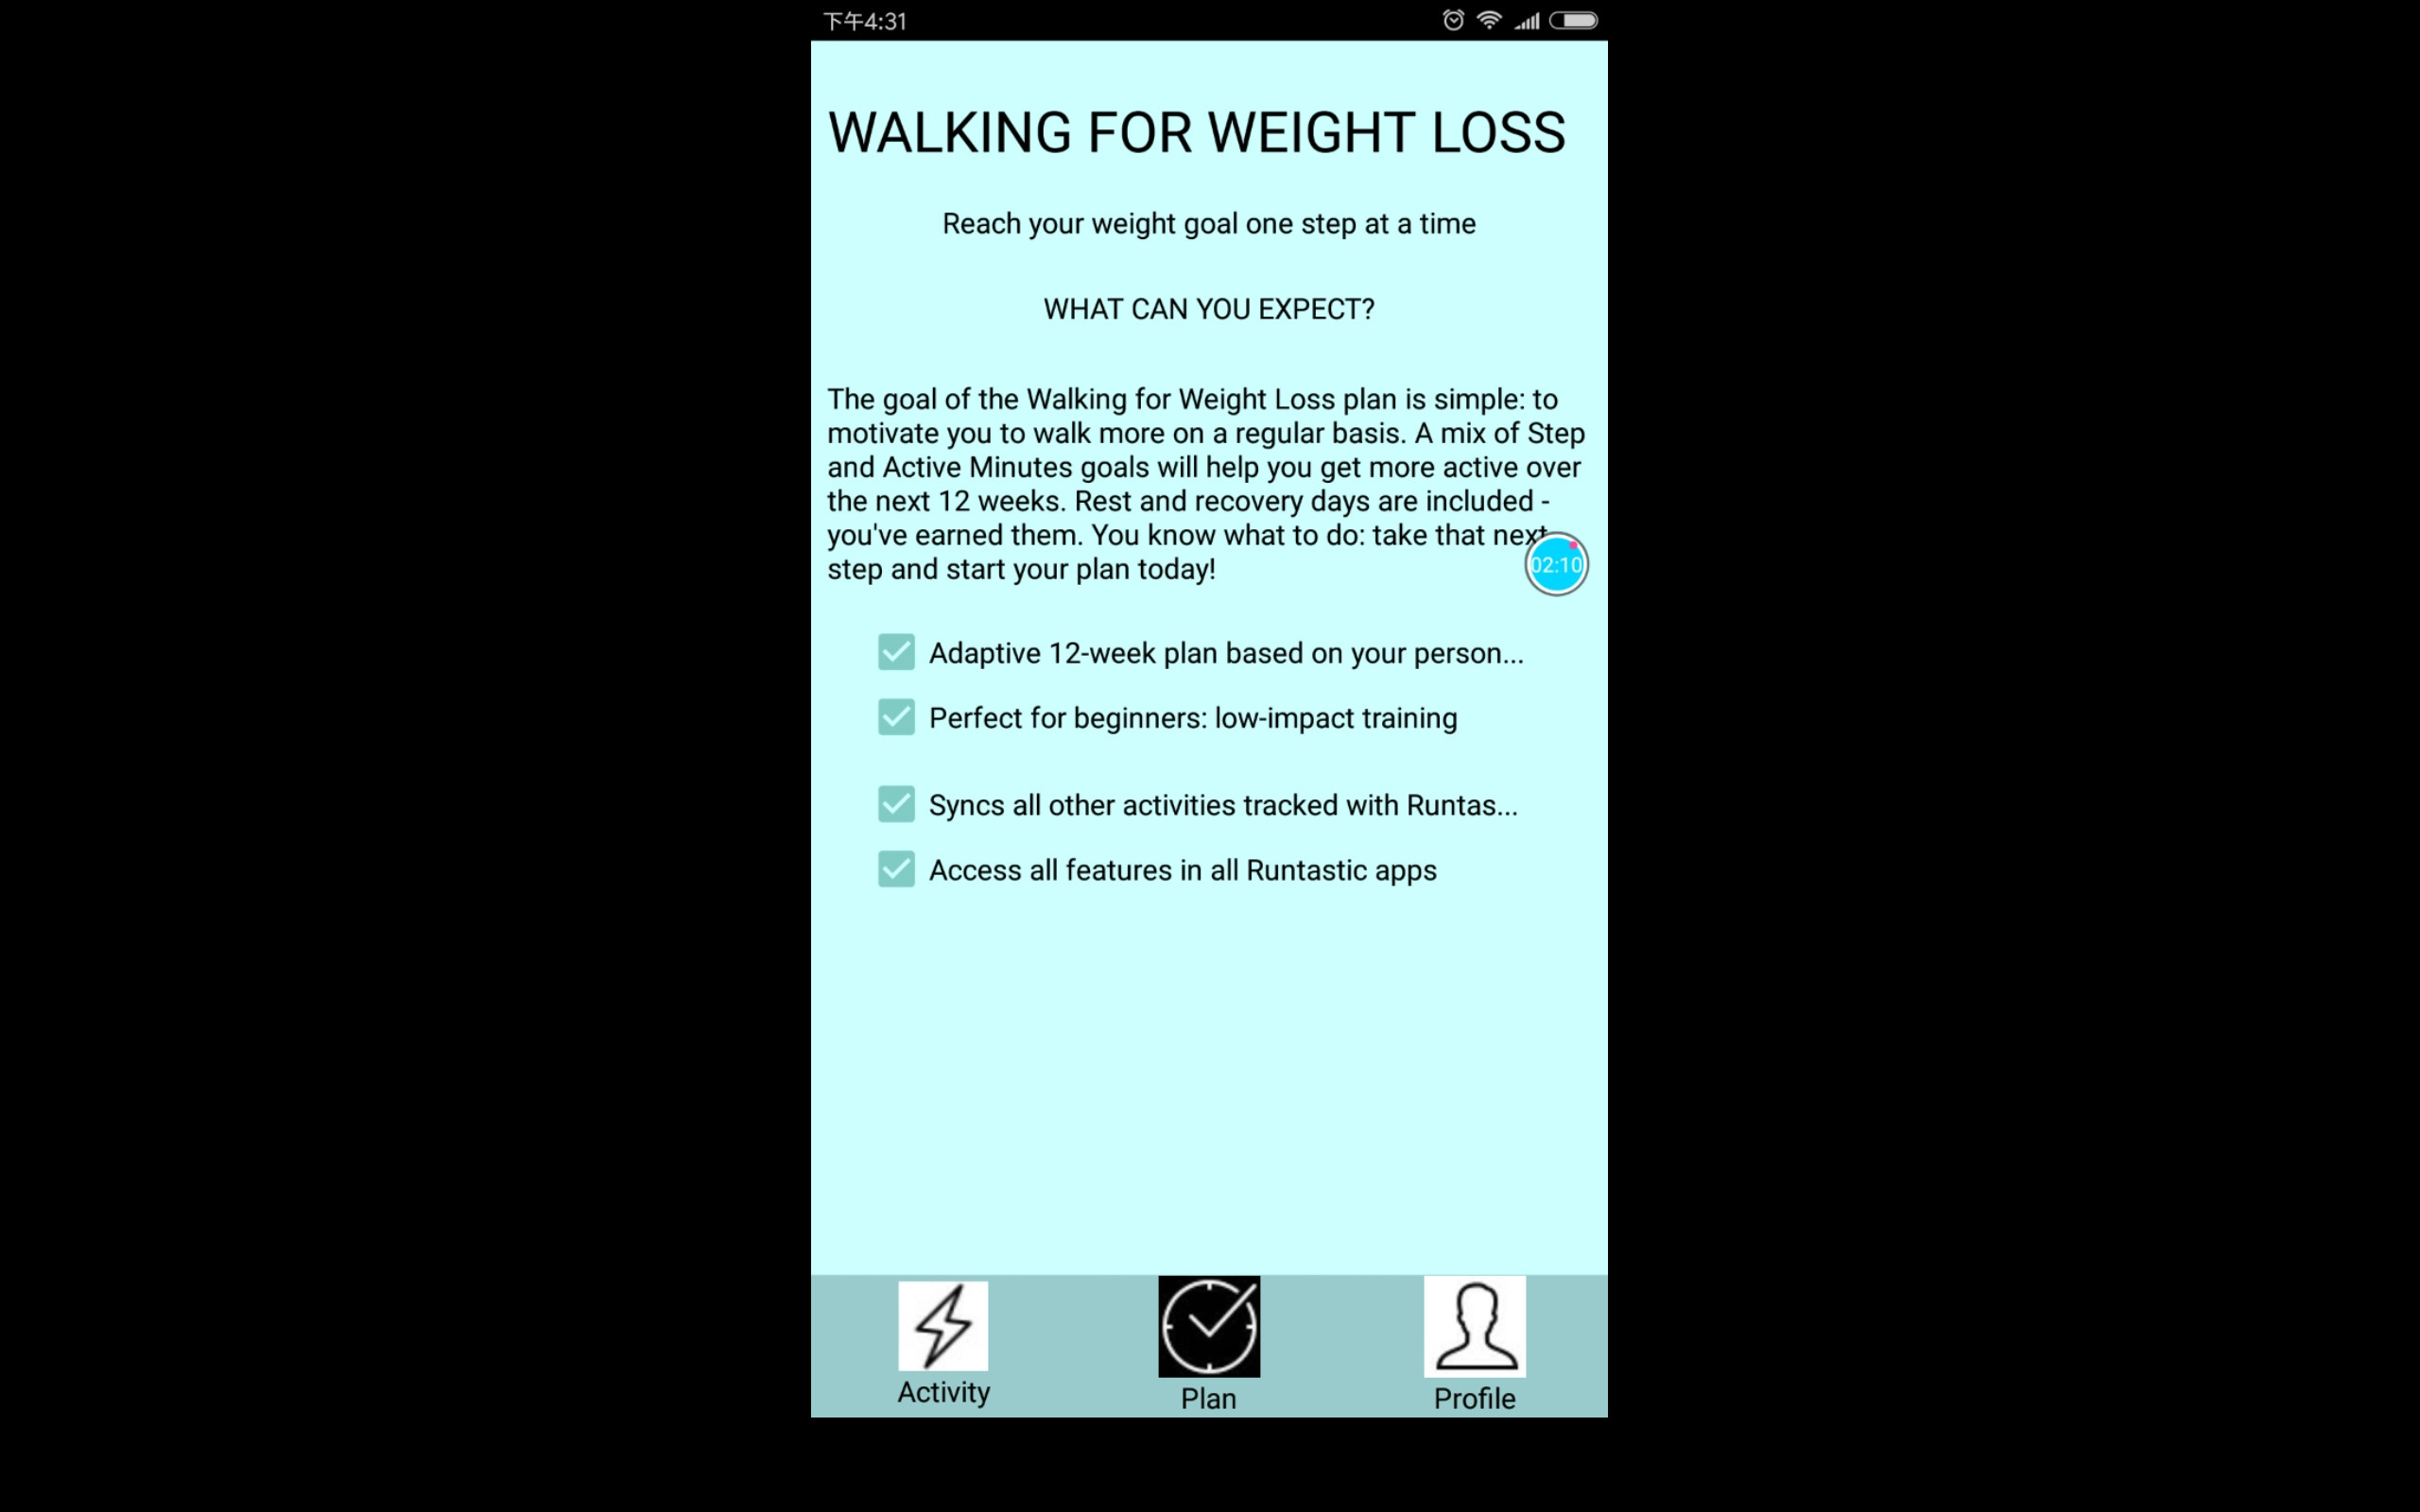 下午4:31
WALKING FOR WEIGHT LOSS
Reach your weight goal one step at a time
WHAT CAN YOU EXPECT?
The goal of the Walking for Weight Loss plan is simple: to
motivate you to walk more on a regular basis. A mix of Step
and Active Minutes goals will help you get more active over
the next 12 weeks. Rest and recovery days are included -
you've earned them. You know what to do: take that next
step and start your plan today!
02:10
Adaptive 12-week plan based on your person...
Perfect for beginners: low-impact training
Syncs all other activities tracked with Runtas...
Access all features in all Runtastic apps
Activity
Plan
Profile